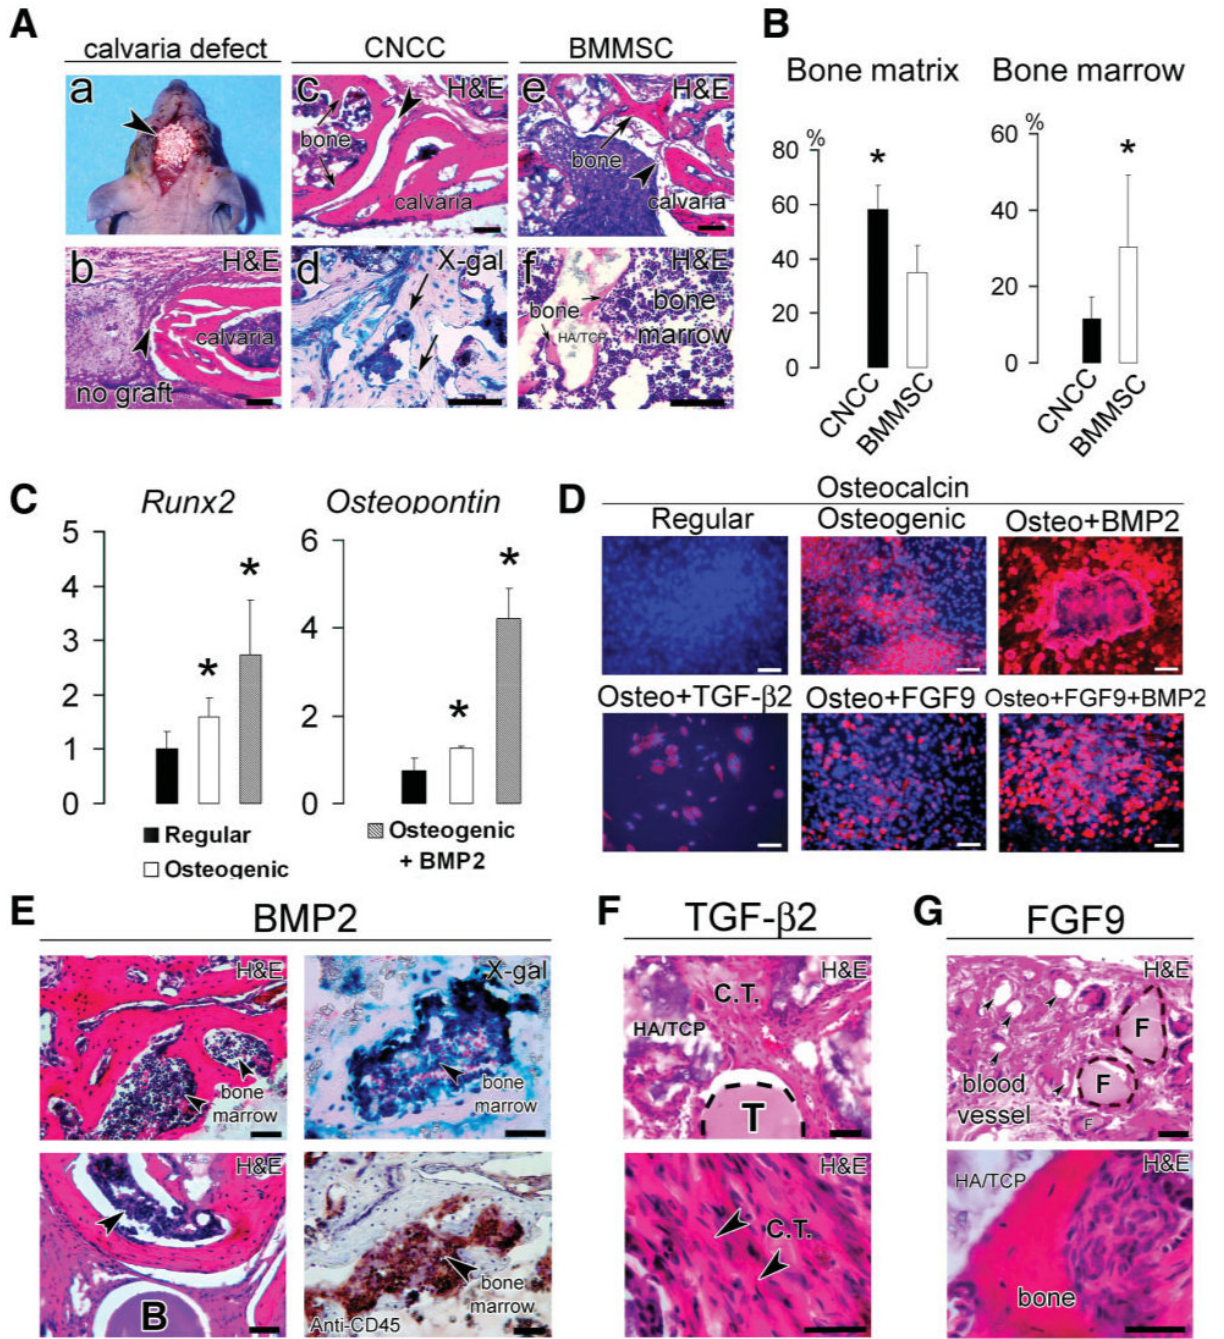 A
calvaria defect
CNCC
BMMSC
a
b
H&E
calvaria
no graft
c
H&E
bone
calvaria
d
X-gal
e
H&E
bone
calvaria
f
H&E
bone
bone
marrow
HA/TCP
B
Bone matrix
Bone marrow
%
80
60
40
20
0
*
CNCC
BMMSC
%
60
40
20
0
*
CNCC
BMMSC
C
Runx2
Osteopontin
5
4
3
2
1
0
*
*
6
4
2
0
*
*
Regular
Osteogenic
Osteogenic
+ BMP2
D
Osteocalcin
Regular
Osteogenic
Osteo+BMP2
Osteo+TGF-β2
Osteo+FGF9
Osteo+FGF9+BMP2
E
BMP2
H&E
bone
marrow
X-gal
bone
marrow
H&E
B
bone
marrow
Anti-CD45
F
TGF-β2
H&E
C.T.
HA/TCP
T
H&E
C.T.
G
FGF9
H&E
F
F
blood
vessel
F
HA/TCP
H&E
bone